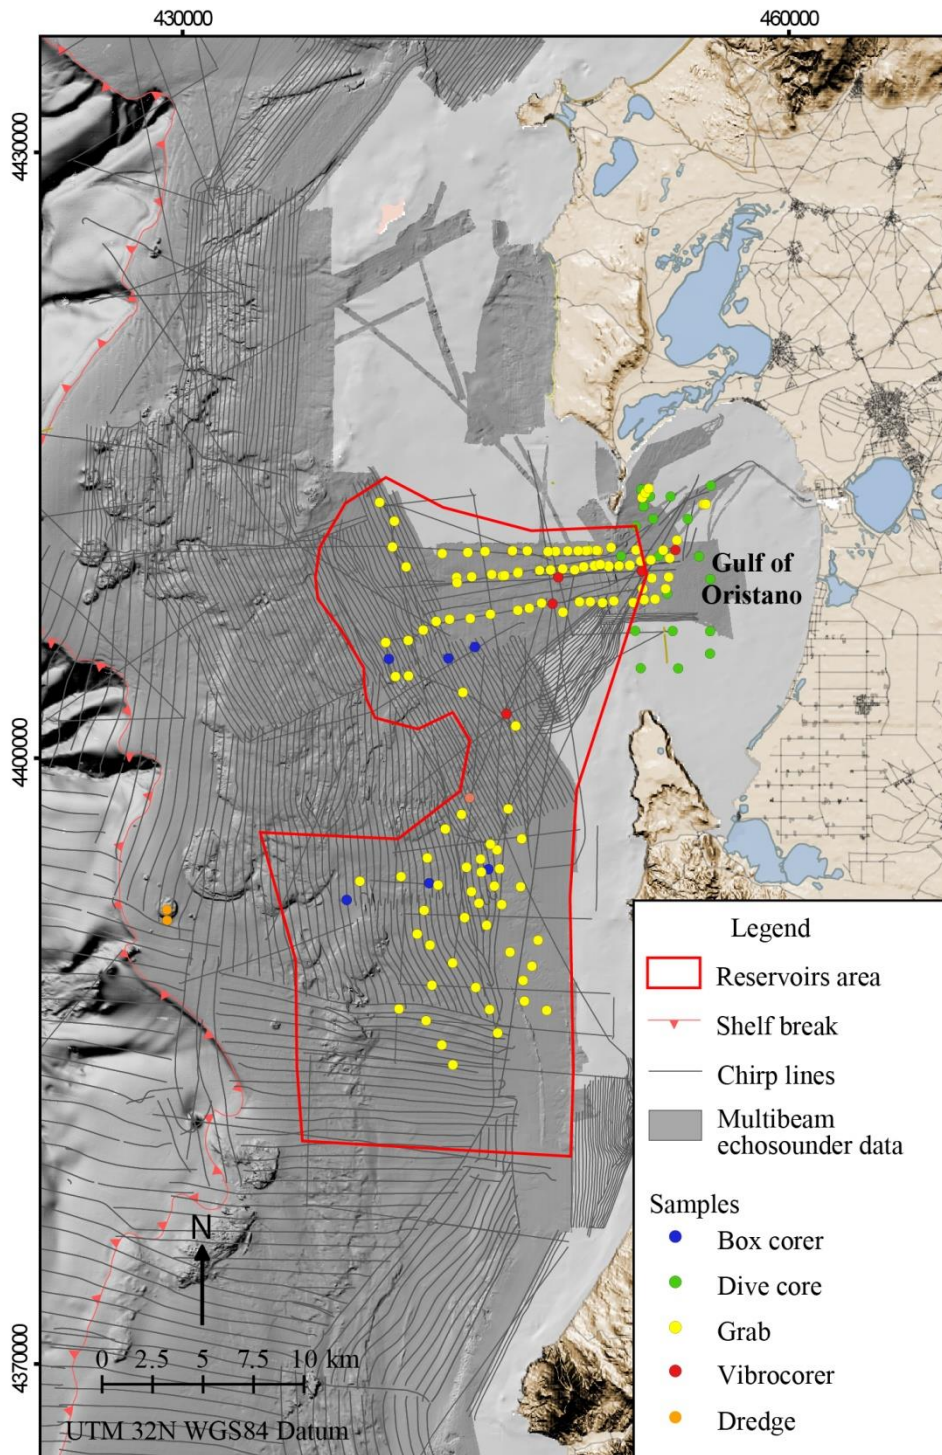 430000
460000
4430000
Gulf of
Oristano
4400000
Legend
Reservoirs area
Shelf break
Chirp lines
Multibeam
echosounder data
Samples
Box corer
Dive core
Grab
Vibrocorer
Dredge
N
4370000
0 2.5 5 7.5 10 km
UTM 32N WGS84 Datum